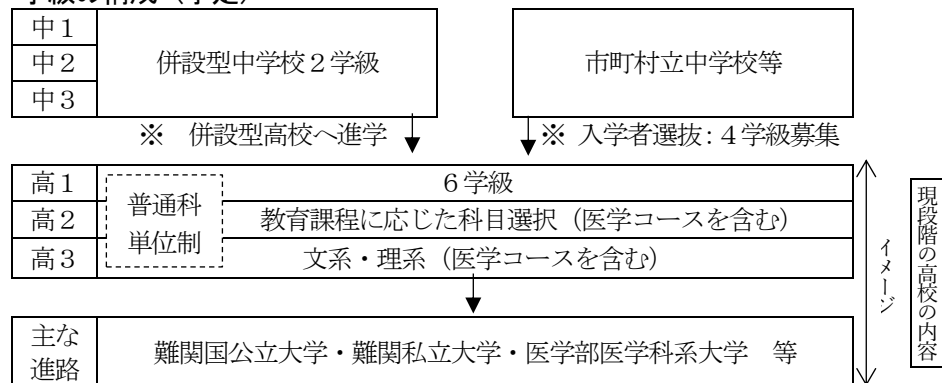 学級の構成（予定）
中１
中２ 併設型中学校２学級 市町村立中学校等
中３
※　併設型高校へ進学 ※ 入学者選抜：４学級募集
高１ ６学級
高２ 教育課程に応じた科目選択（医学コースを含む）
高３ 文系・理系（医学コースを含む）
普通科
単位制
主な
進路
難関国公立大学・難関私立大学・医学部医学科系大学　等
イメージ
現段階の高校の内容